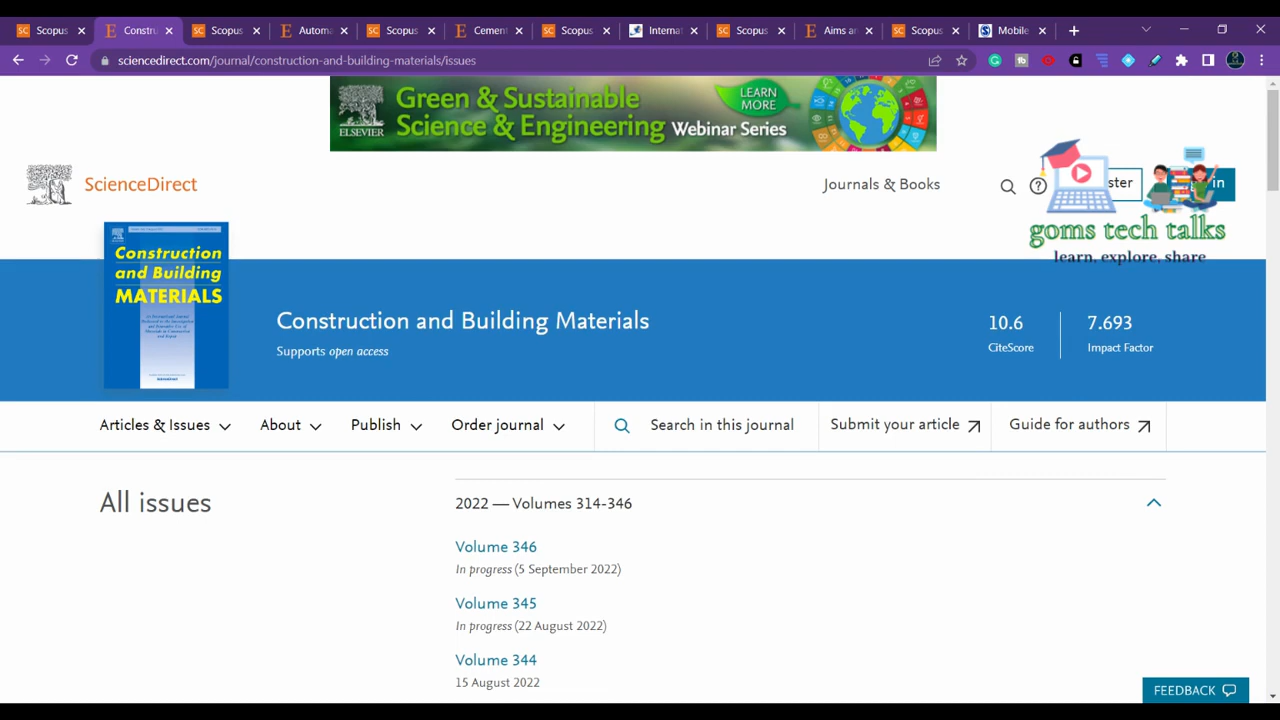 Scopus
Constru
Scopus
Automa
Scopus
Cement
Scopus
Internat
Scopus
Aims an
Scopus
Mobile
sciencedirect.com/journal/construction-and-building-materials/issues
ELSEVIER
Green & Sustainable
Science & Engineering Webinar Series
LEARN
MORE
ScienceDirect
Journals & Books
ster
in
goms tech talks
learn, explore, share
Construction
and Building
MATERIALS
Construction and Building Materials
Supports open access
10.6
CiteScore
7.693
Impact Factor
Articles & Issues
About
Publish
Order journal
Search in this journal
Submit your article
Guide for authors
All issues
2022 — Volumes 314-346
Volume 346
In progress (5 September 2022)
Volume 345
In progress (22 August 2022)
Volume 344
15 August 2022
FEEDBACK